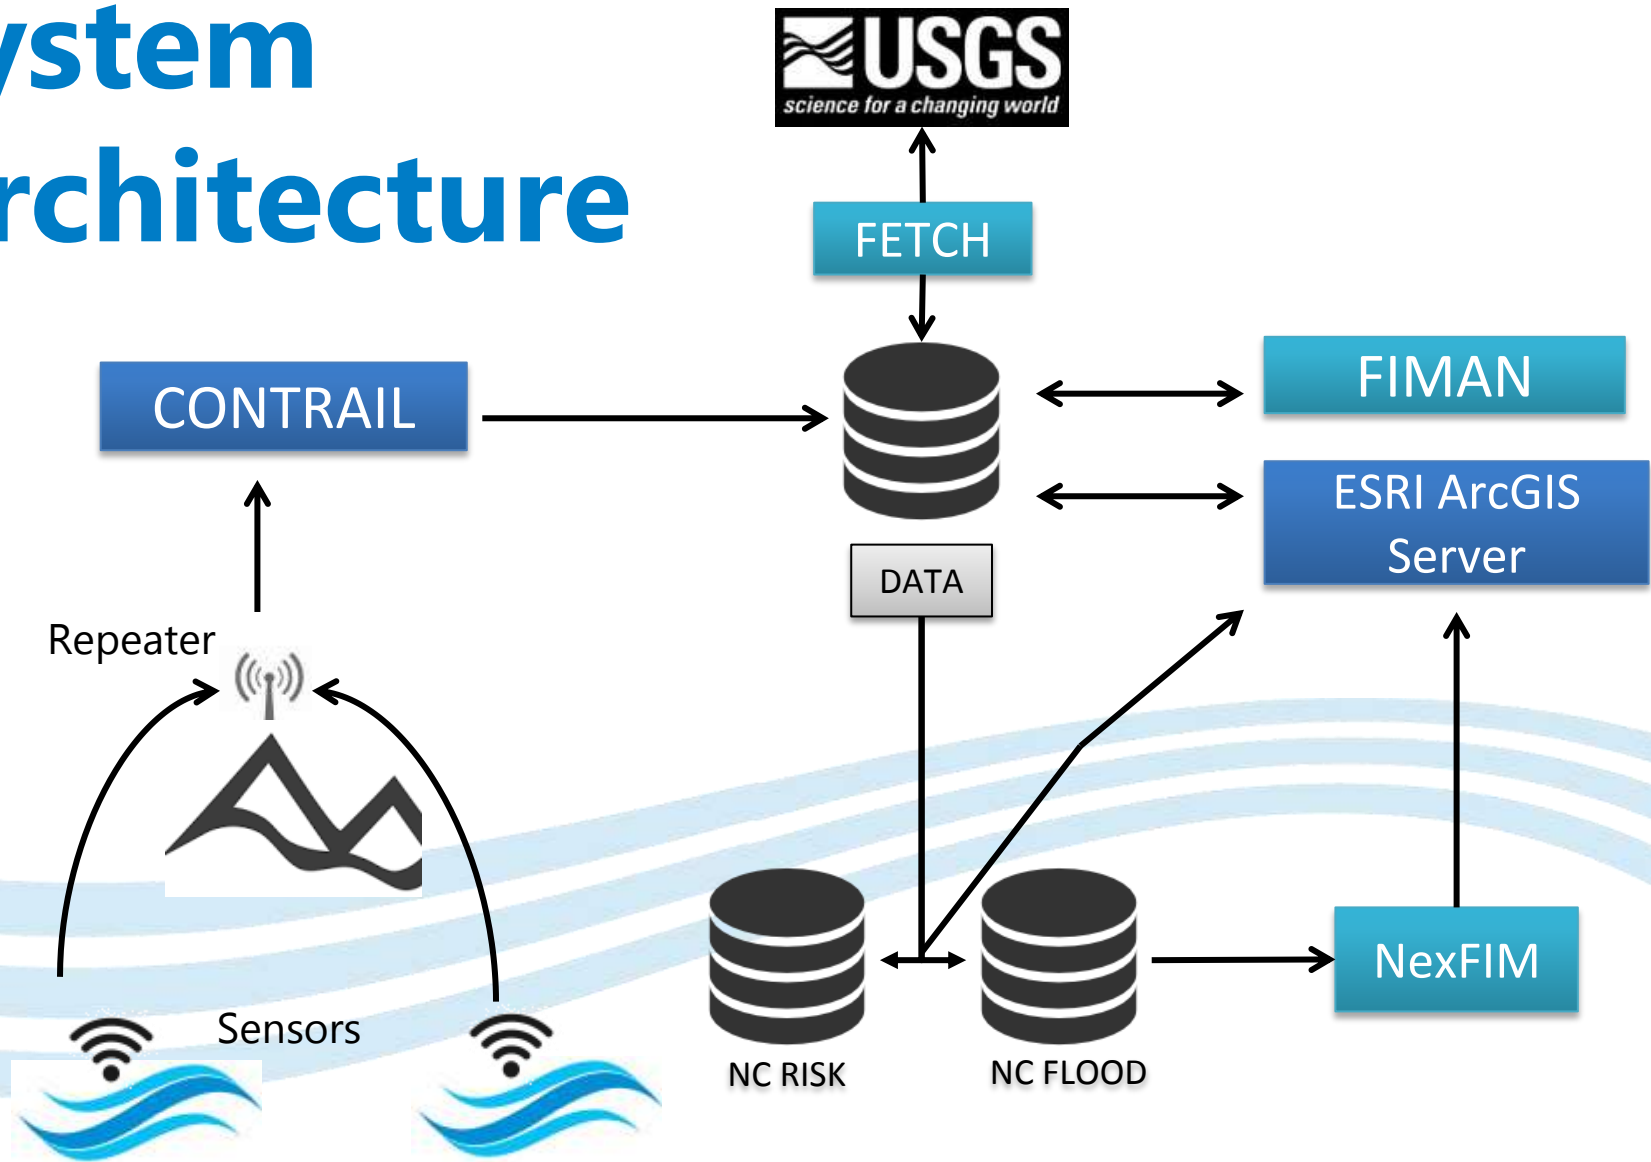 ystem
rchitecture
USGS
science for a changing world
FETCH
CONTRAIL
FIMAN
ESRI ArcGIS
Server
DATA
Repeater
Sensors
NexFIM
NC RISK
NC FLOOD